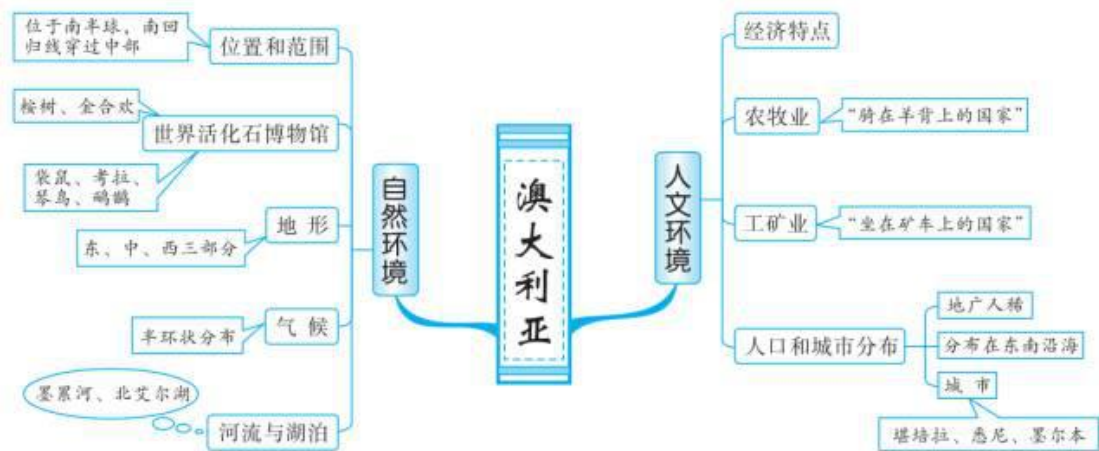 位于南半球，南回
归线穿过中部
位置和范围
桉树、金合欢
世界活化石博物馆
袋鼠、考拉、
琴鸟、鸸鹋
地形
东、中、西三部分
气候
半环状分布
墨累河、北艾尔湖
河流与湖泊
自然环境
澳大利亚
人文环境
经济特点
农牧业
“骑在羊背上的国家”
工矿业
“坐在矿车上的国家”
人口和城市分布
地广人稀
分布在东南沿海
城市
堪培拉、悉尼、墨尔本